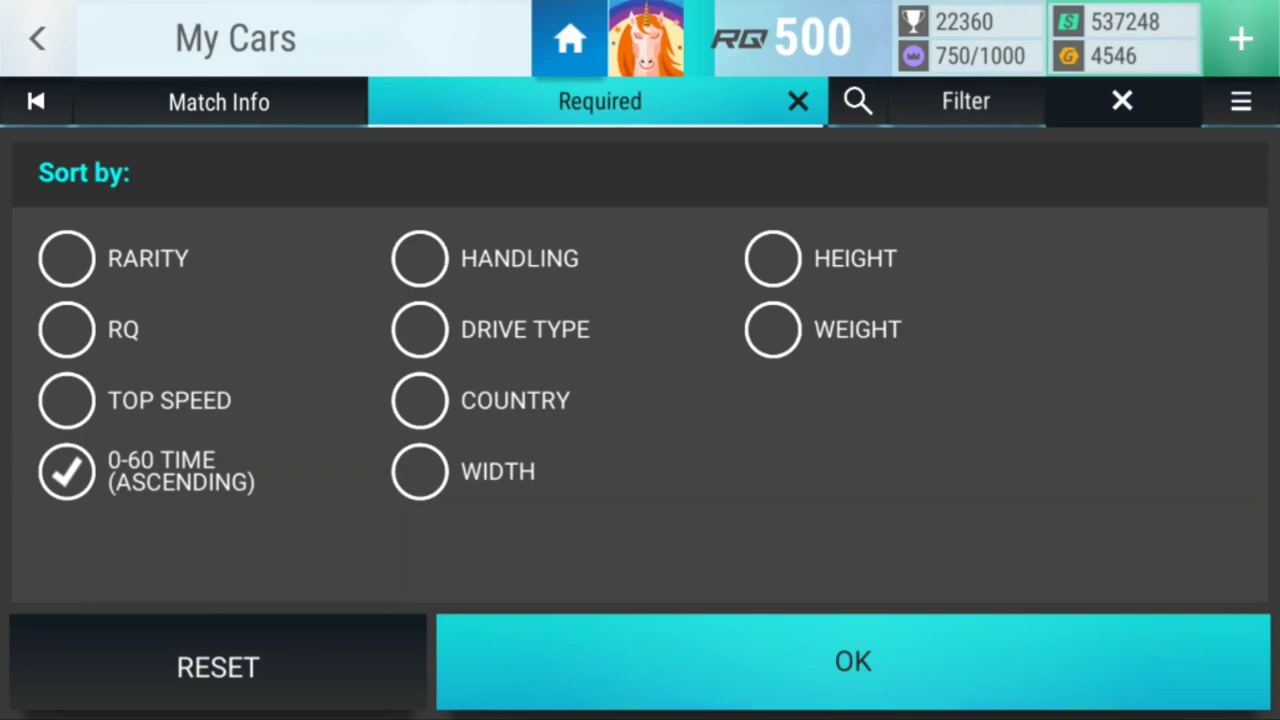 My Cars
RQ 500
22360
750/1000
537248
4546
Match Info
Required
Filter
Sort by:
RARITY
RQ
TOP SPEED
0-60 TIME
(ASCENDING)
HANDLING
DRIVE TYPE
COUNTRY
WIDTH
HEIGHT
WEIGHT
RESET
OK